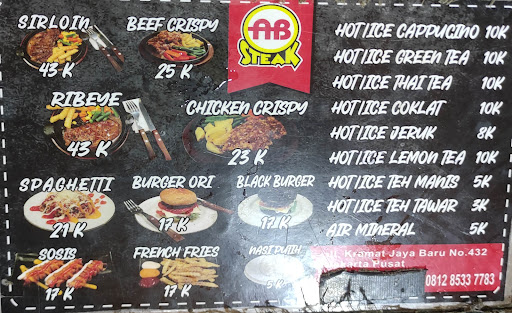 SIRLOIN
43 K
BEEF CRISPY
25 K
AB
STEAK
RIBEYE
43 K
CHICKEN CRISPY
23 K
SPAGHETTI
21 K
BURGER ORI
17 K
BLACK BURGER
17 K
SOSIS
17 K
FRENCH FRIES
17 K
NASI PUTIH
5 K
HOT/ICE CAPPUCINO 10K
HOT/ICE GREEN TEA 10K
HOT/ICE THAI TEA 10K
HOT/ICE COKLAT 10K
HOT/ICE JERUK 8K
HOT/ICE LEMON TEA 10K
HOT/ICE TEH MANIS 5K
HOT/ICE TEH TAWAR 3K
AIR MINERAL 5K
Kramat Jaya Baru No.432
Pusat
0812 8533 7783